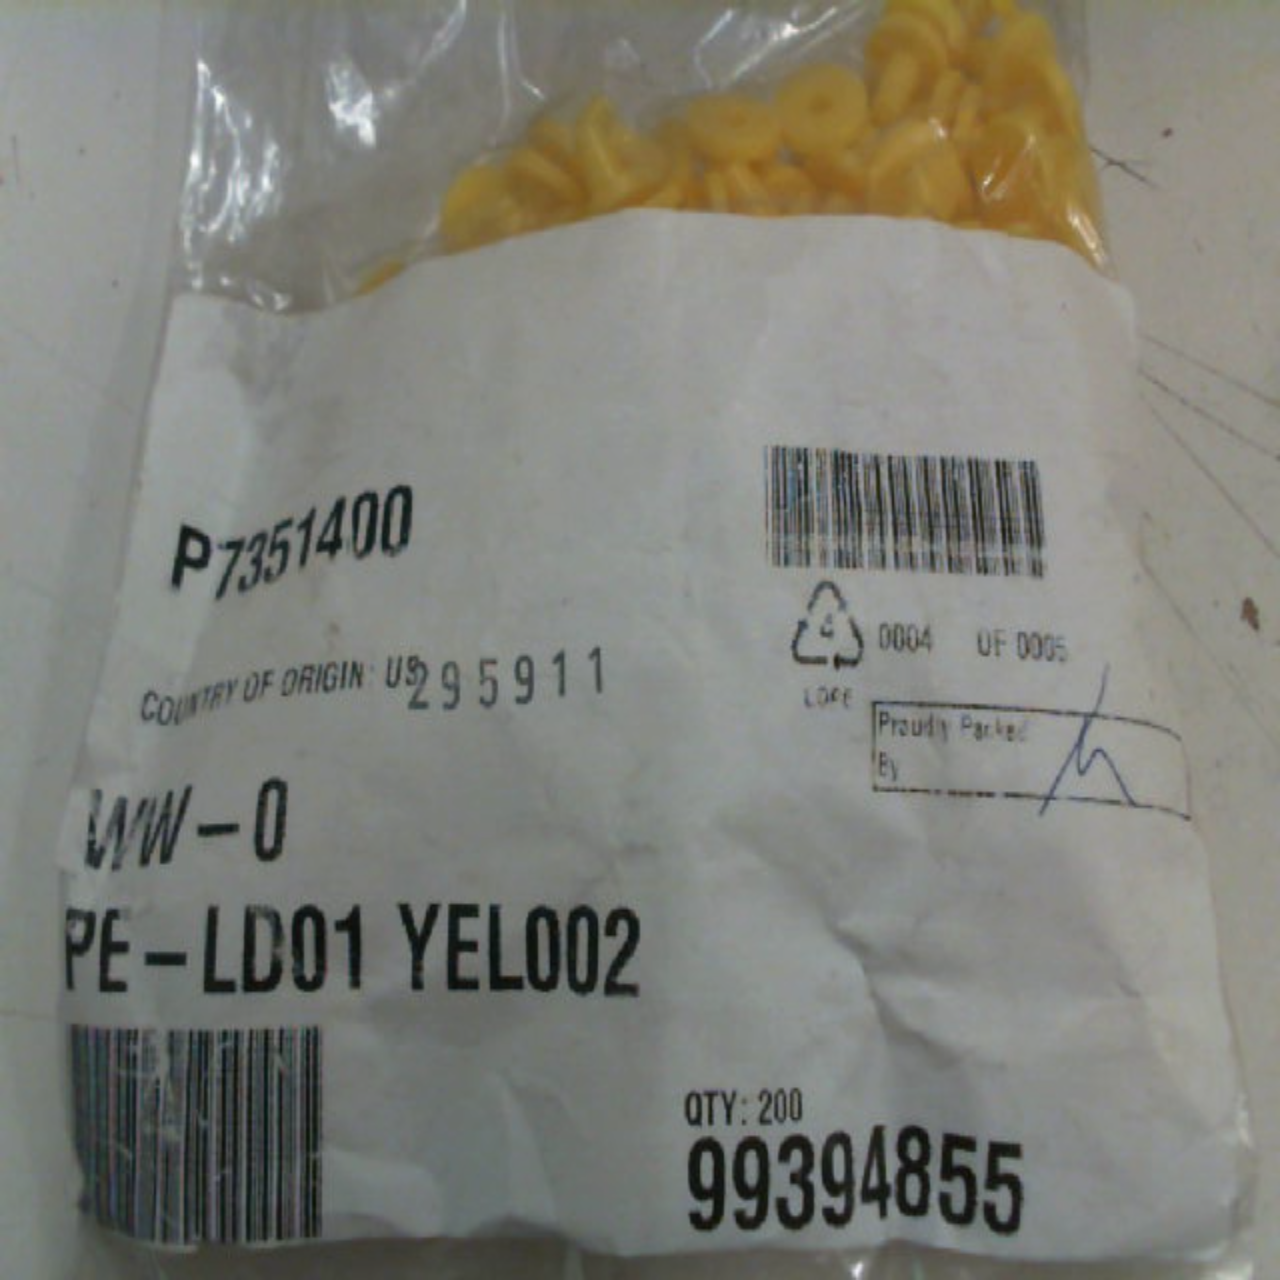 P7351400
COUNTRY OF ORIGIN: US
295911
WW-0
PE-LD01 YEL002
4
0004 OF 0005
LDPE
Proudly Packed
By
QTY: 200
99394855